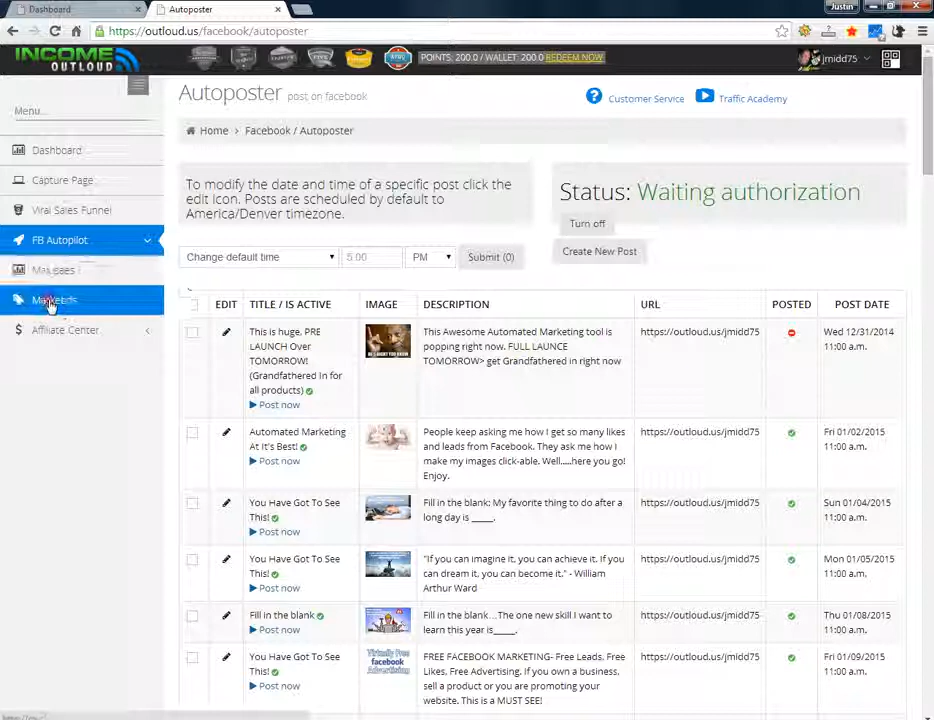 Dashboard
Autoposter
Justin
https://outloud.us/facebook/autoposter
INCOME
OUTLOUD
POINTS: 200.0 / WALLET: 200.0 REDEEM NOW
jmidd75
Menu...
Dashboard
Capture Page
Viral Sales Funnel
FB Autopilot
Affiliate Center
Autoposter post on facebook
Customer Service
Traffic Academy
Home > Facebook / Autoposter
To modify the date and time of a specific post click the
edit Icon. Posts are scheduled by default to
America/Denver timezone.
Status: Waiting authorization
Turn off
Create New Post
Change default time
5:00
PM
Submit (0)
EDIT TITLE / IS ACTIVE IMAGE DESCRIPTION URL POSTED POST DATE
This is huge, PRE
LAUNCH Over
TOMORROW!
(Grandfathered In for
all products)
Post now
This Awesome Automated Marketing tool is
popping right now. FULL LAUNCE
TOMORROW> get Grandfathered in right now
https://outloud.us/jmidd75
Wed 12/31/2014
11:00 a.m.
Automated Marketing
At It's Best!
Post now
People keep asking me how I get so many likes
and leads from Facebook. They ask me how I
make my images click-able. Well.....here you go!
Enjoy.
https://outloud.us/jmidd75
Fri 01/02/2015
11:00 a.m.
You Have Got To See
This!
Post now
Fill in the blank: My favorite thing to do after a
long day is _____.
https://outloud.us/jmidd75
Sun 01/04/2015
11:00 a.m.
You Have Got To See
This!
Post now
"If you can imagine it, you can achieve it. If you
can dream it, you can become it." - William
Arthur Ward
https://outloud.us/jmidd75
Mon 01/05/2015
11:00 a.m.
Fill in the blank
Post now
Fill in the blank...The one new skill I want to
learn this year is_____.
https://outloud.us/jmidd75
Thu 01/08/2015
11:00 a.m.
You Have Got To See
This!
Post now
Virtually Free
facebook
Advertising
FREE FACEBOOK MARKETING- Free Leads, Free
Likes, Free Advertising. If you own a business,
sell a product or you are promoting your
website. This is a MUST SEE!
https://outloud.us/jmidd75
Fri 01/09/2015
11:00 a.m.